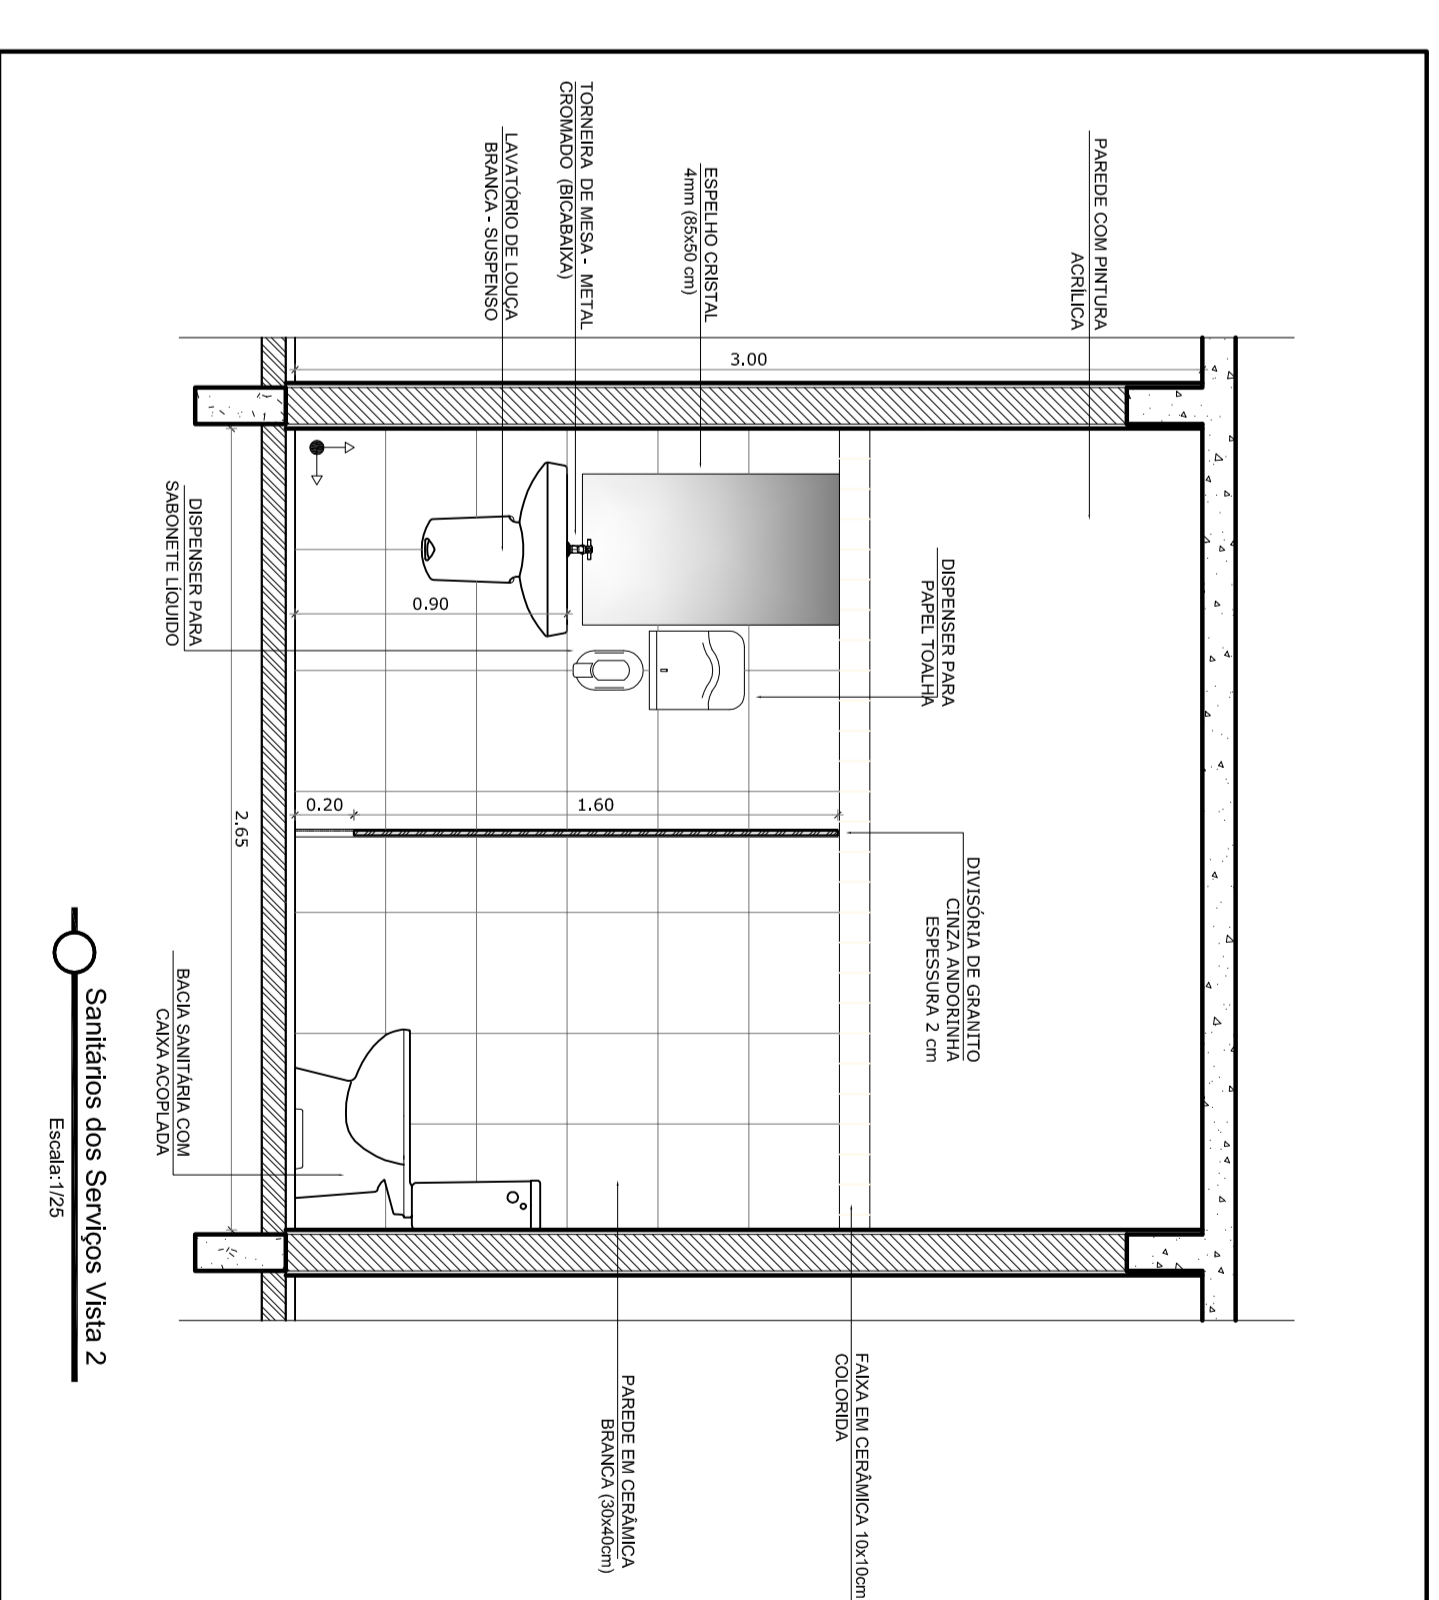 PAREDE COM PINTURA
ACRÍLICA
ESPELHO CRISTAL
4mm (85x50 cm)
TORNEIRA DE MESA - METAL
CROMADO (BICABAIXA)
LAVATÓRIO DE LOUÇA
BRANCA - SUSPENSO
3.00
DISPENSER PARA
PAPEL TOALHA
DIVISÓRIA DE GRANITO
CINZA ANDORINHA
ESPESSURA 2 cm
1.60
0.20
0.90
DISPENSER PARA
SABONETE LÍQUIDO
2.65
BACIA SANITÁRIA COM
CAIXA ACOPLADA
FAIXA EM CERÂMICA 10x10cm
COLORIDA
PAREDE EM CERÂMICA
BRANCA (30x40cm)
Sanitários dos Serviços Vista 2
Escala:1/25